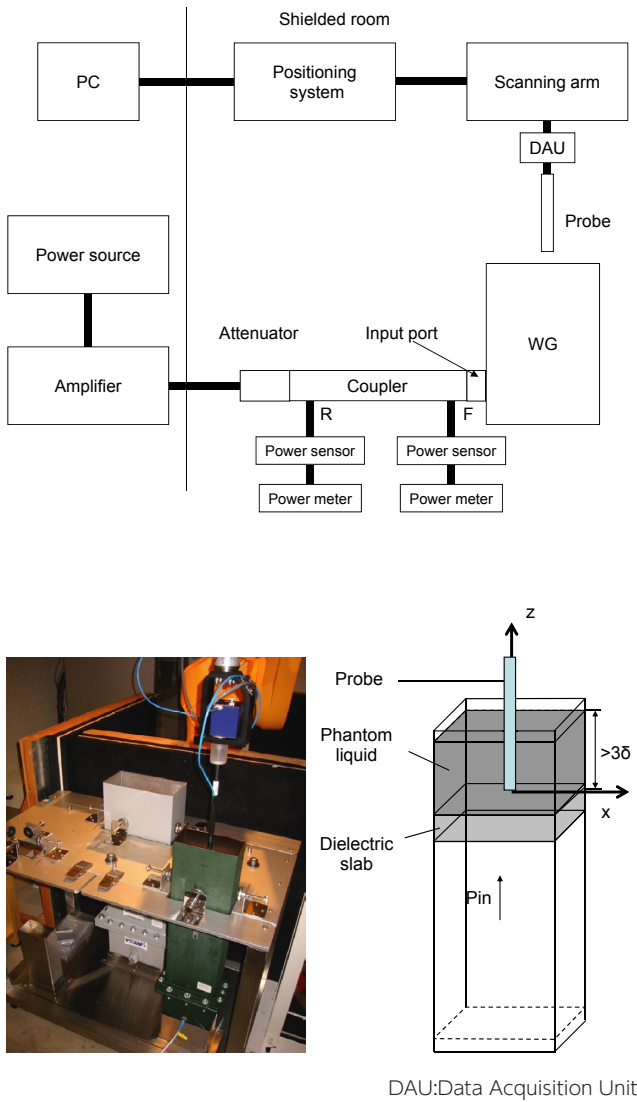 Shielded room
PC
Positioning
system
Scanning arm
DAU
Probe
Power source
Attenuator
Input port
WG
Amplifier
Coupler
R
F
Power sensor
Power sensor
Power meter
Power meter
z
Probe
Phantom
liquid
>3δ
x
Dielectric
slab
Pin
DAU:Data Acquisition Unit